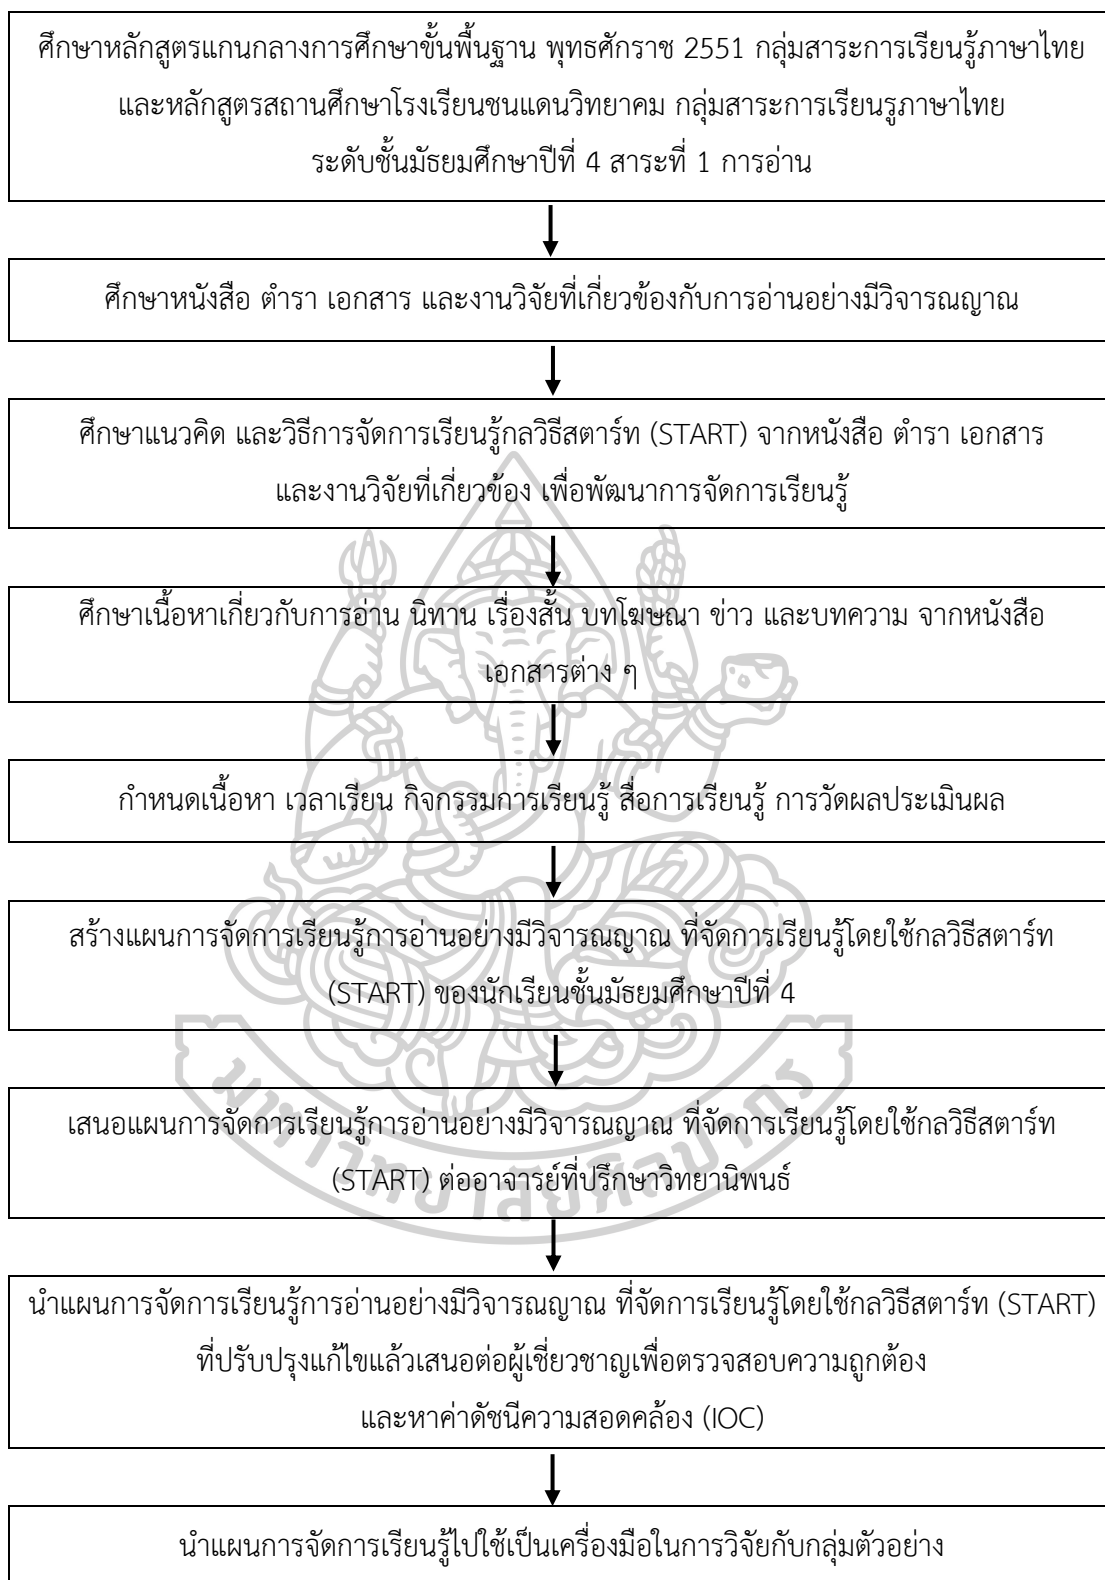 ศึกษาหลักสูตรแกนกลางการศึกษาขั้นพื้นฐาน พุทธศักราช 2551 กลุ่มสาระการเรียนรู้ภาษาไทย
และหลักสูตรสถานศึกษาโรงเรียนชนแดนวิทยาคม กลุ่มสาระการเรียนรูภาษาไทย
ระดับชั้นมัธยมศึกษาปีที่ 4 สาระที่ 1 การอ่าน
ศึกษาหนังสือ ตำรา เอกสาร และงานวิจัยที่เกี่ยวข้องกับการอ่านอย่างมีวิจารณญาณ
ศึกษาแนวคิด และวิธีการจัดการเรียนรู้กลวิธีสตาร์ท (START) จากหนังสือ ตำรา เอกสาร
และงานวิจัยที่เกี่ยวข้อง เพื่อพัฒนาการจัดการเรียนรู้
ศึกษาเนื้อหาเกี่ยวกับการอ่าน นิทาน เรื่องสั้น บทโฆษณา ข่าว และบทความ จากหนังสือ
เอกสารต่าง ๆ
กำหนดเนื้อหา เวลาเรียน กิจกรรมการเรียนรู้ สื่อการเรียนรู้ การวัดผลประเมินผล
สร้างแผนการจัดการเรียนรู้การอ่านอย่างมีวิจารณญาณ ที่จัดการเรียนรู้โดยใช้กลวิธีสตาร์ท
(START) ของนักเรียนชั้นมัธยมศึกษาปีที่ 4
เสนอแผนการจัดการเรียนรู้การอ่านอย่างมีวิจารณญาณ ที่จัดการเรียนรู้โดยใช้กลวิธีสตาร์ท
(START) ต่ออาจารย์ที่ปรึกษาวิทยานิพนธ์
มหาวิทยาลัยศิลปากร
นำแผนการจัดการเรียนรู้การอ่านอย่างมีวิจารณญาณ ที่จัดการเรียนรู้โดยใช้กลวิธีสตาร์ท (START)
ที่ปรับปรุงแก้ไขแล้วเสนอต่อผู้เชี่ยวชาญเพื่อตรวจสอบความถูกต้อง
และหาค่าดัชนีความสอดคล้อง (IOC)
นำแผนการจัดการเรียนรู้ไปใช้เป็นเครื่องมือในการวิจัยกับกลุ่มตัวอย่าง